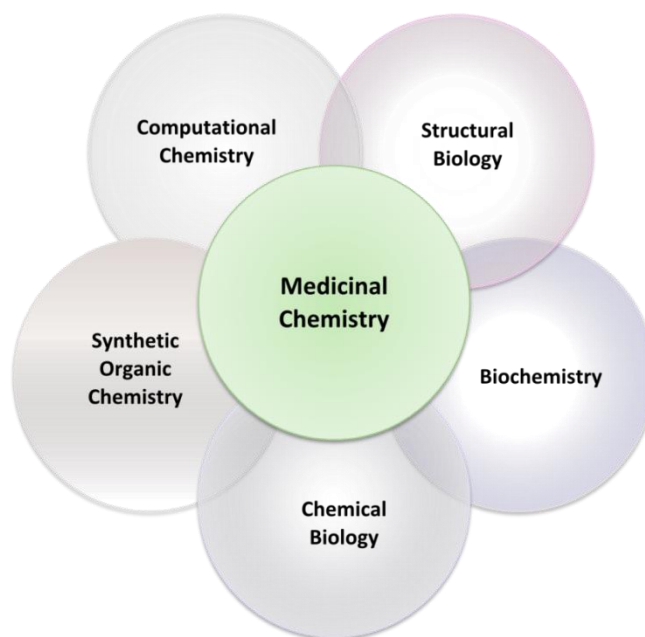 Computational
Chemistry
Structural
Biology
Medicinal
Chemistry
Synthetic
Organic
Chemistry
Biochemistry
Chemical
Biology